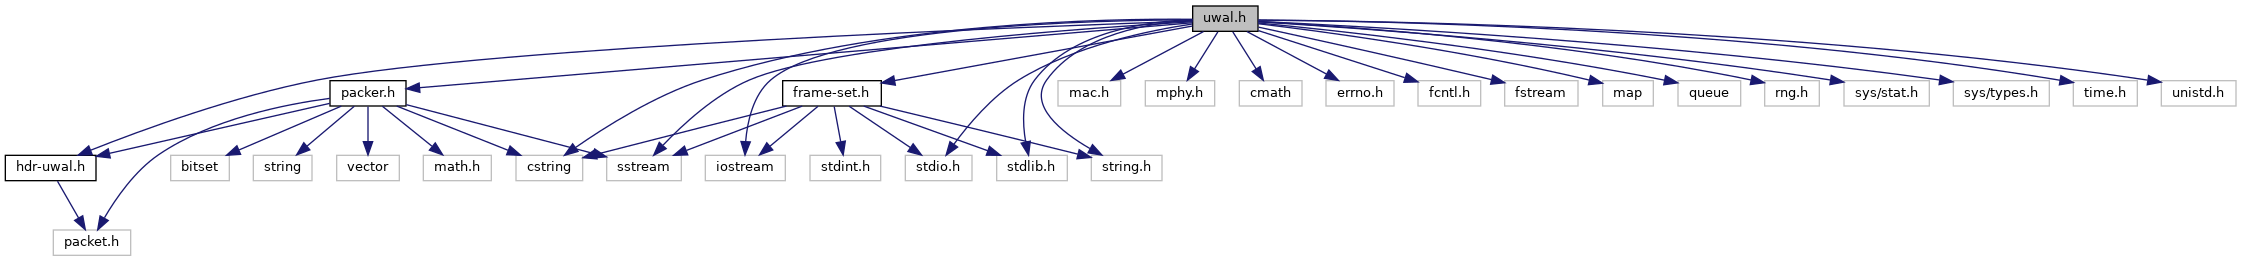 uwal.h
packer.h
frame-set.h
mac.h
mphy.h
cmath
errno.h
fcntl.h
fstream
map
queue
rng.h
sys/stat.h
sys/types.h
time.h
unistd.h
hdr-uwal.h
bitset
string
vector
math.h
cstring
sstream
iostream
stdint.h
stdio.h
stdlib.h
string.h
packet.h